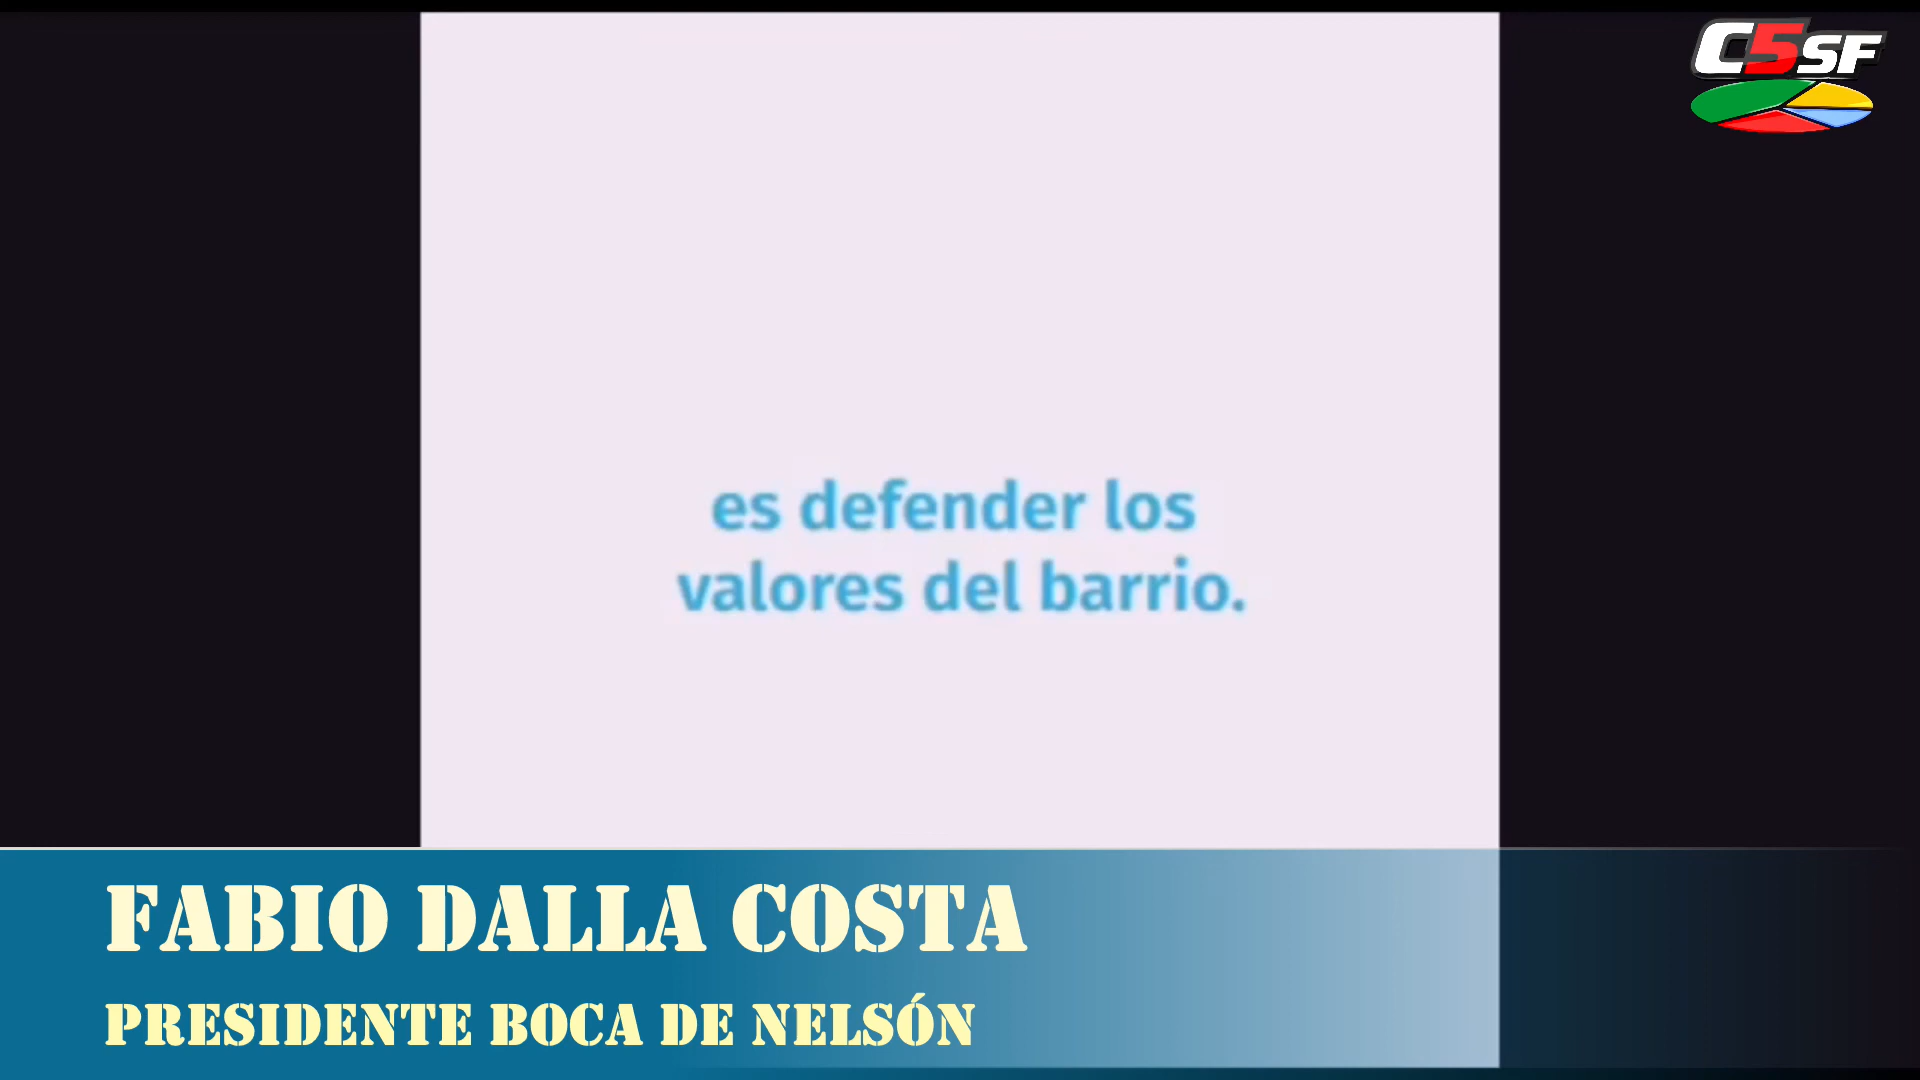 C5SF
es defender los
valores del barrio.
FABIO DALLA COSTA
PRESIDENTE BOCA DE NELSÓN